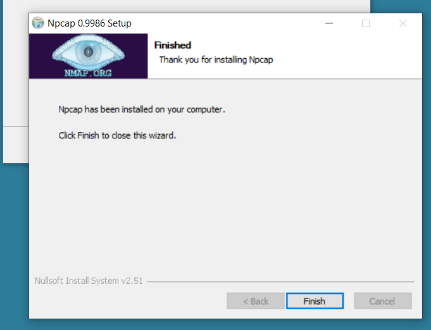 Npcap 0.9986 Setup
NMAP.ORG
Finished
Thank you for installing Npcap
Npcap has been installed on your computer.
Click Finish to close this wizard.
Nullsoft Install System v2.51
< Back
Finish
Cancel